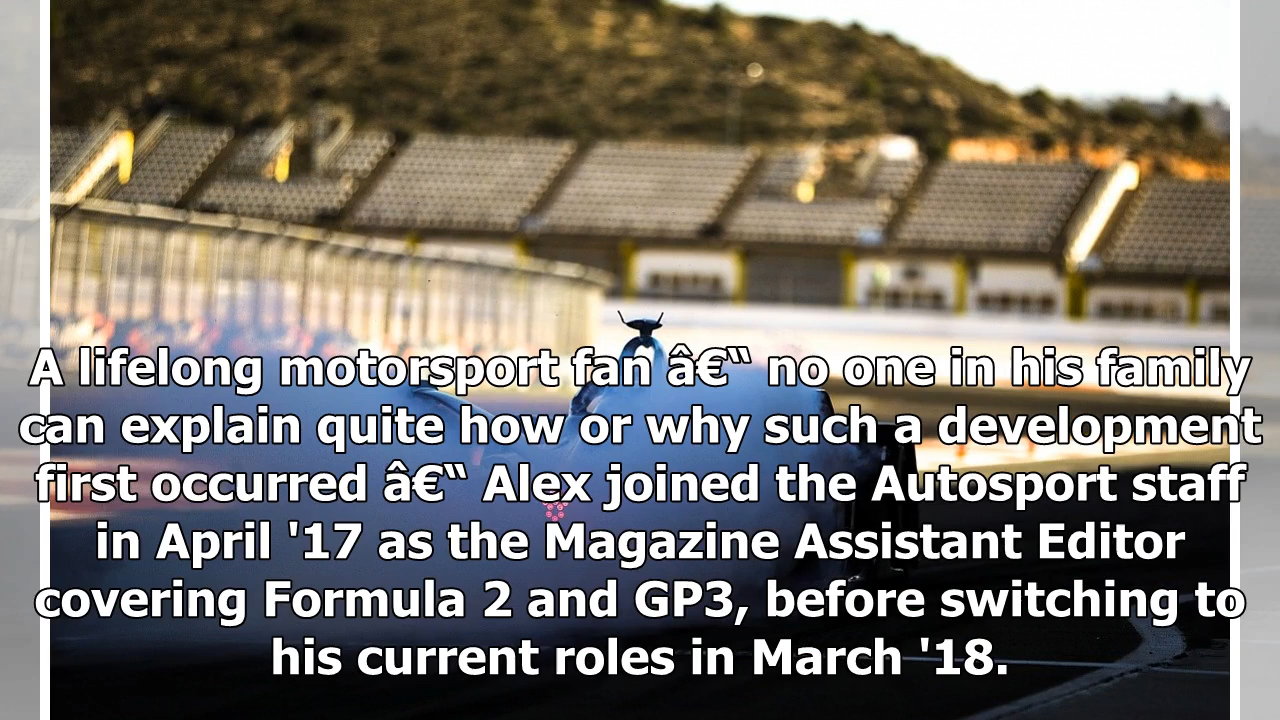 A lifelong motorsport fan â€“ no one in his family
can explain quite how or why such a development
first occurred â€“ Alex joined the Autosport staff
in April '17 as the Magazine Assistant Editor
covering Formula 2 and GP3, before switching to
his current roles in March '18.